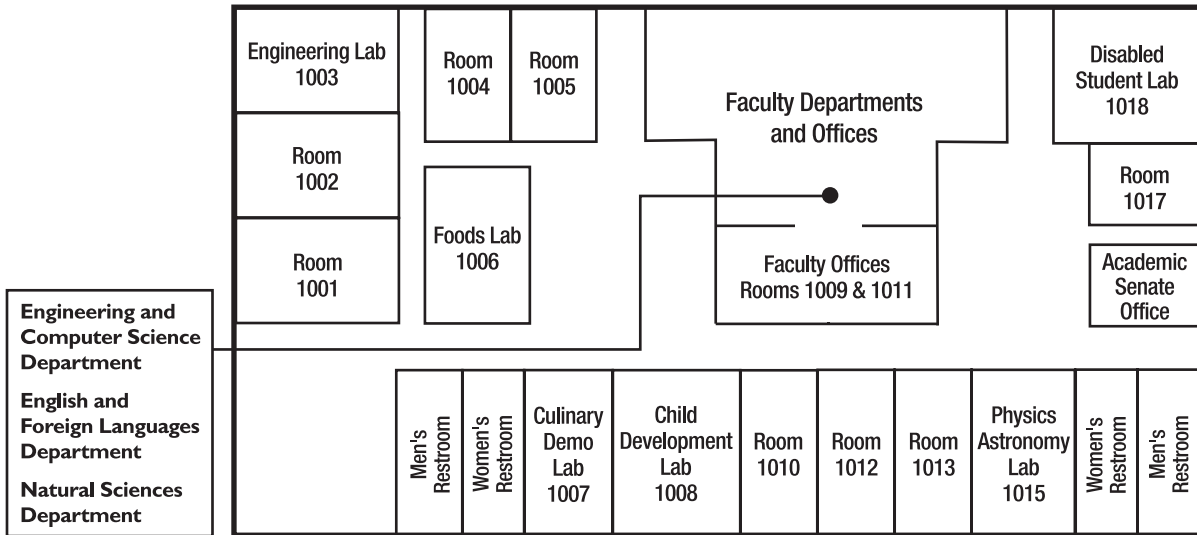 Engineering Lab
1003
Room
1004
Room
1005
Faculty Departments
and Offices
Disabled
Student Lab
1018
Room
1002
Room
1017
Foods Lab
1006
Room
1001
Faculty Offices
Rooms 1009 & 1011
Academic
Senate
Office
Engineering and
Computer Science
Department
English and
Foreign Languages
Department
Natural Sciences
Department
Men's
Restroom
Women's
Restroom
Culinary
Demo
Lab
1007
Child
Development
Lab
1008
Room
1010
Room
1012
Room
1013
Physics
Astronomy
Lab
1015
Women's
Restroom
Men's
Restroom